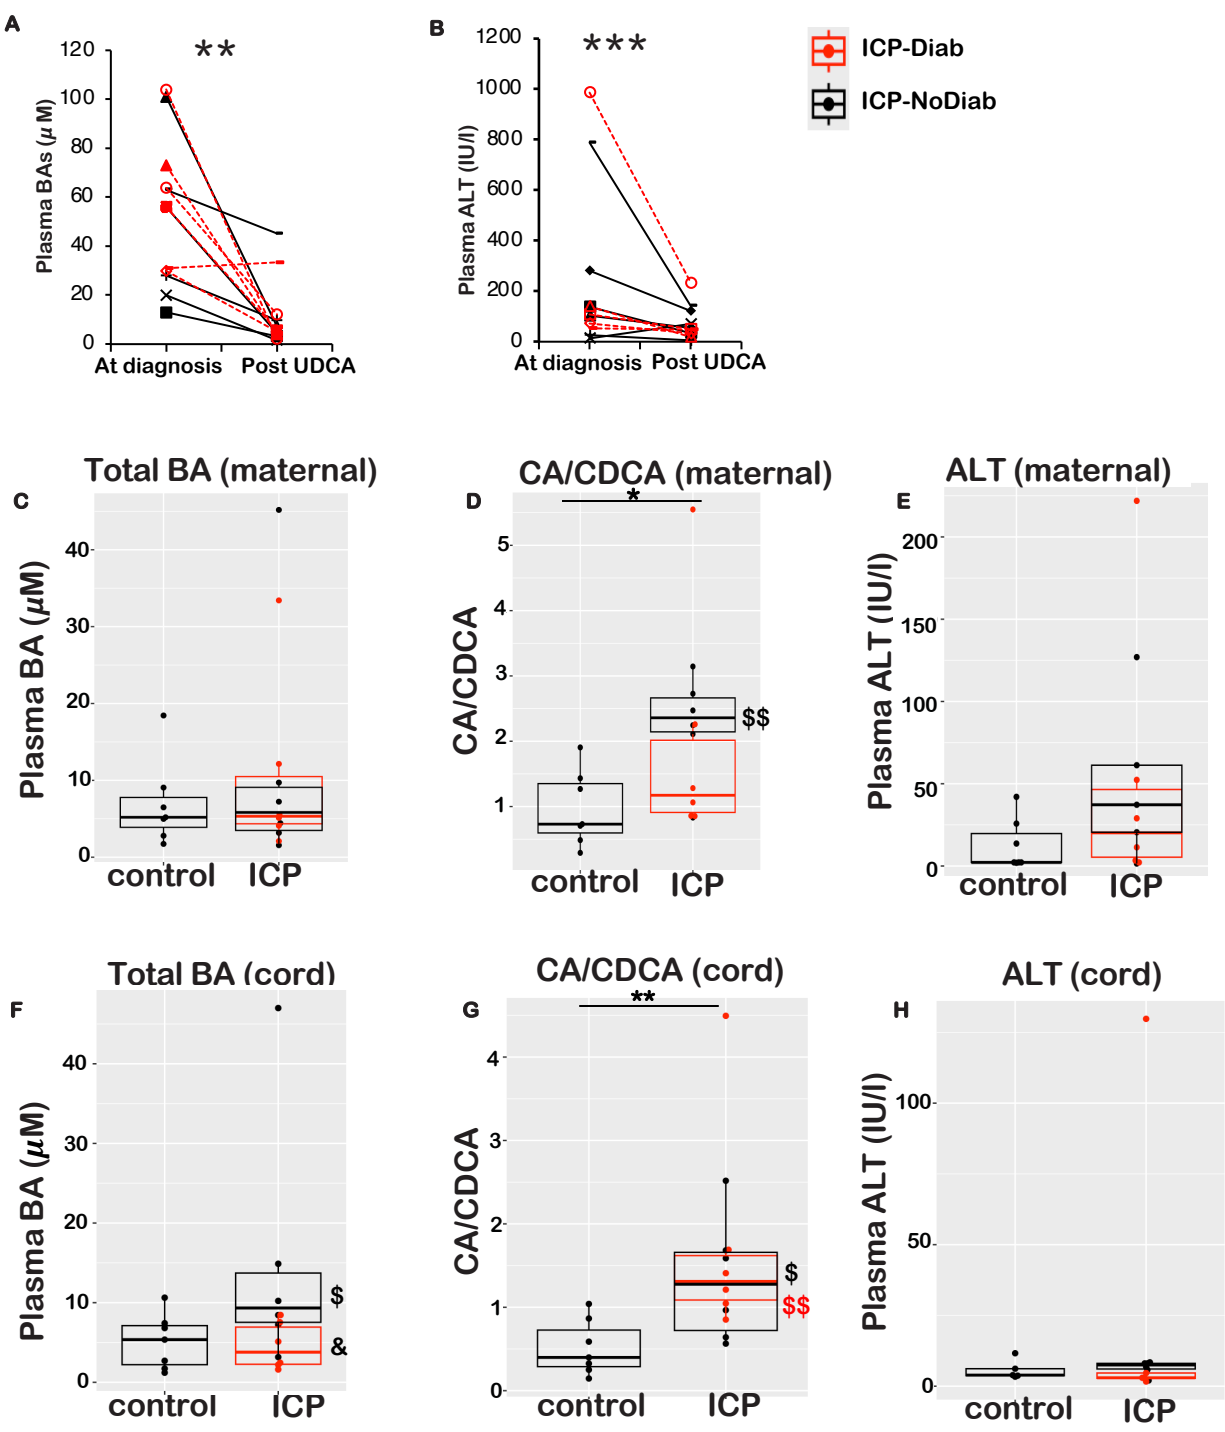 A
**
120
100
80
60
40
20
0
Plasma BAs (μM)
At diagnosis
Post UDCA
B
***
1200
1000
800
600
400
200
0
Plasma ALT (IU/l)
At diagnosis
Post UDCA
ICP-Diab
ICP-NoDiab
C
Total BA (maternal)
40
30
20
10
0
Plasma BA (μM)
control
ICP
D
CA/CDCA (maternal)
*
5
4
3
2
1
CA/CDCA
$$
control
ICP
E
ALT (maternal)
200
150
100
50
0
Plasma ALT (IU/l)
control
ICP
F
Total BA (cord)
40
30
20
10
0
Plasma BA (μM)
$
&
control
ICP
G
CA/CDCA (cord)
**
4
3
2
1
0
CA/CDCA
$
$$
control
ICP
H
ALT (cord)
100
50
0
Plasma ALT (IU/l)
control
ICP